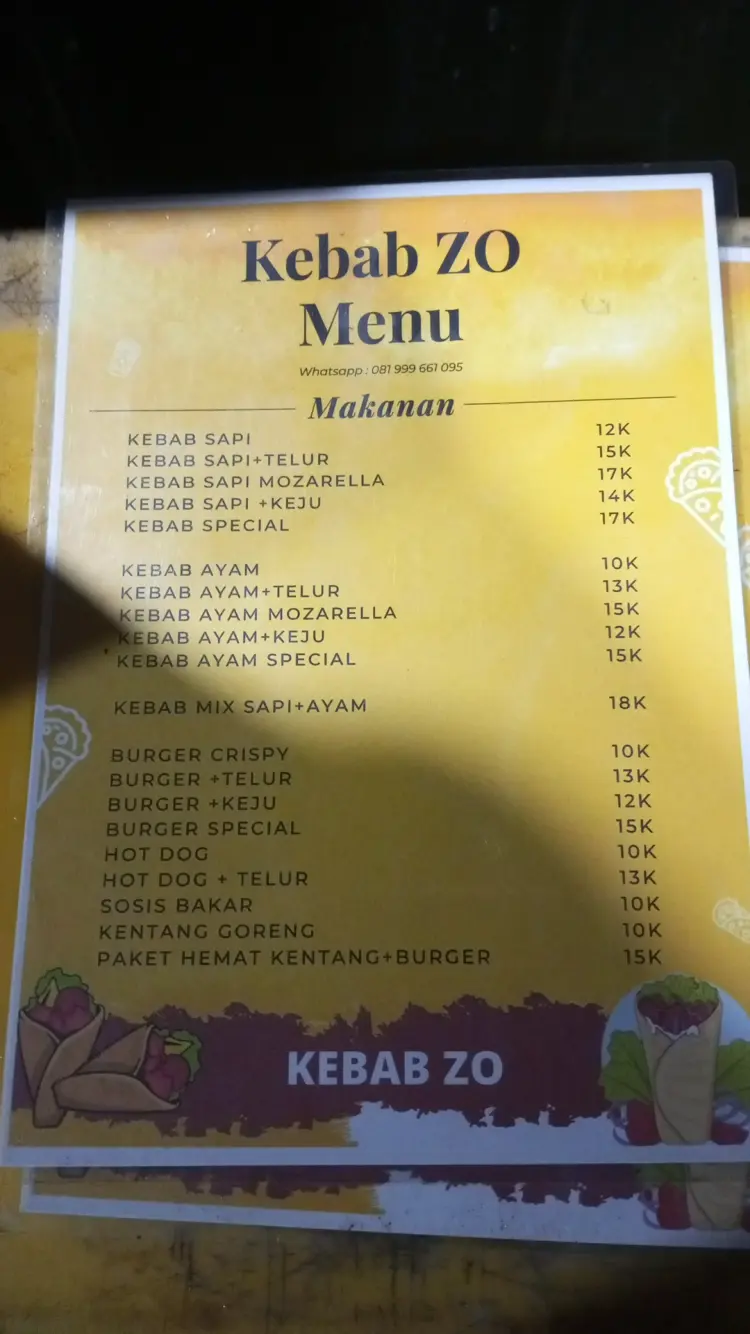 Kebab ZO
Menu
Whatsapp : 081 999 661 095
Makanan
KEBAB SAPI 12K
KEBAB SAPI+TELUR 15K
KEBAB SAPI MOZARELLA 17K
KEBAB SAPI +KEJU 14K
KEBAB SPECIAL 17K
KEBAB AYAM 10K
KEBAB AYAM+TELUR 13K
KEBAB AYAM MOZARELLA 15K
KEBAB AYAM+KEJU 12K
KEBAB AYAM SPECIAL 15K
KEBAB MIX SAPI+AYAM 18K
BURGER CRISPY 10K
BURGER +TELUR 13K
BURGER +KEJU 12K
BURGER SPECIAL 15K
HOT DOG 10K
HOT DOG + TELUR 13K
SOSIS BAKAR 10K
KENTANG GORENG 10K
PAKET HEMAT KENTANG+BURGER 15K
KEBAB ZO